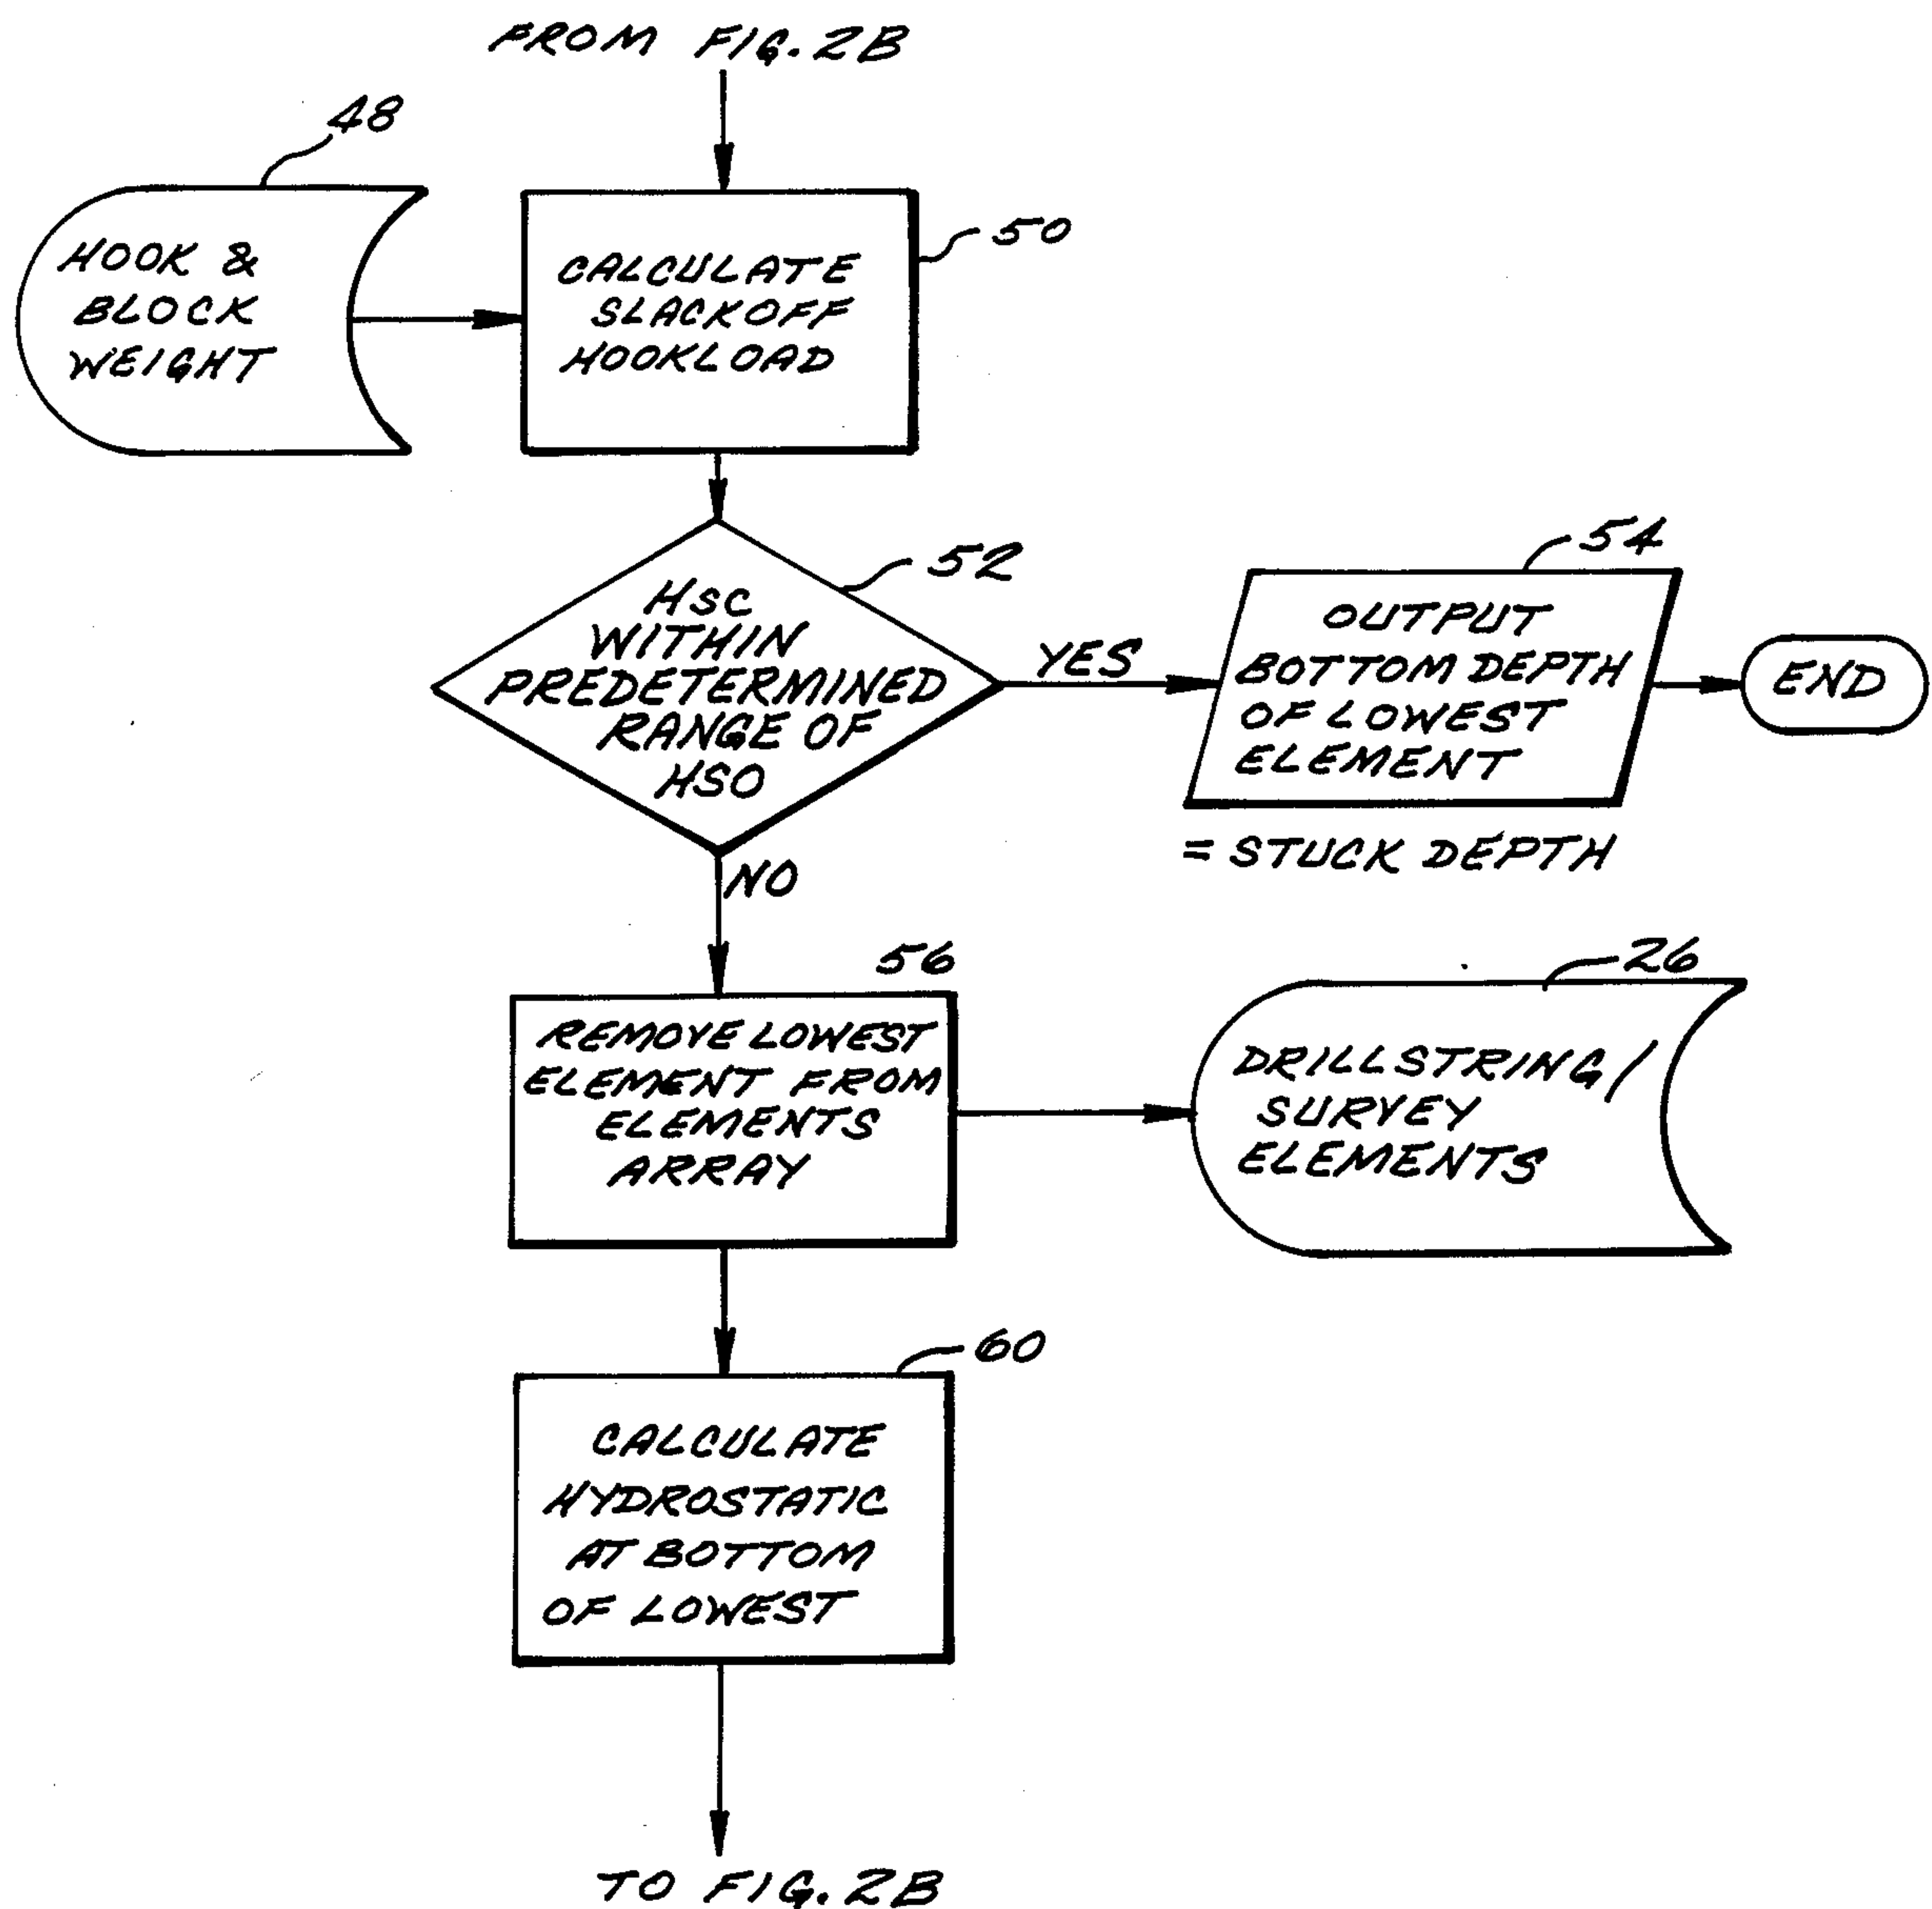 FROM FIG. 2B
48
HOOK &
BLOCK
WEIGHT
50
CALCULATE
SLACKOFF
HOOKLOAD
52
HSC
WITHIN
PREDETERMINED
RANGE OF
HSO
YES
54
OUTPUT
BOTTOM DEPTH
OF LOWEST
ELEMENT
END
= STUCK DEPTH
NO
56
REMOVE LOWEST
ELEMENT FROM
ELEMENTS
ARRAY
26
DRILLSTRING/
SURVEY
ELEMENTS
60
CALCULATE
HYDROSTATIC
AT BOTTOM
OF LOWEST
TO FIG. 2B